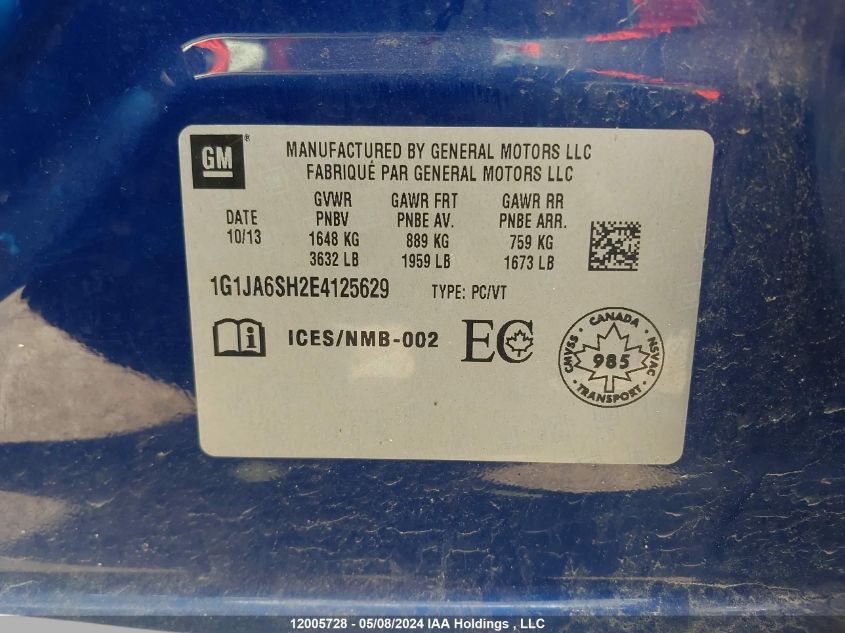 GM
MANUFACTURED BY GENERAL MOTORS LLC
FABRIQUÉ PAR GENERAL MOTORS LLC
GVWR GAWR FRT GAWR RR
DATE PNBV PNBE AV. PNBE ARR.
10/13 1648 KG 889 KG 759 KG
3632 LB 1959 LB 1673 LB
1G1JA6SH2E4125629 TYPE: PC/VT
ICES/NMB-002 EC
CANADA
CMVSS 985 NSVAC
TRANSPORT
12005728 - 05/08/2024 IAA Holdings , LLC